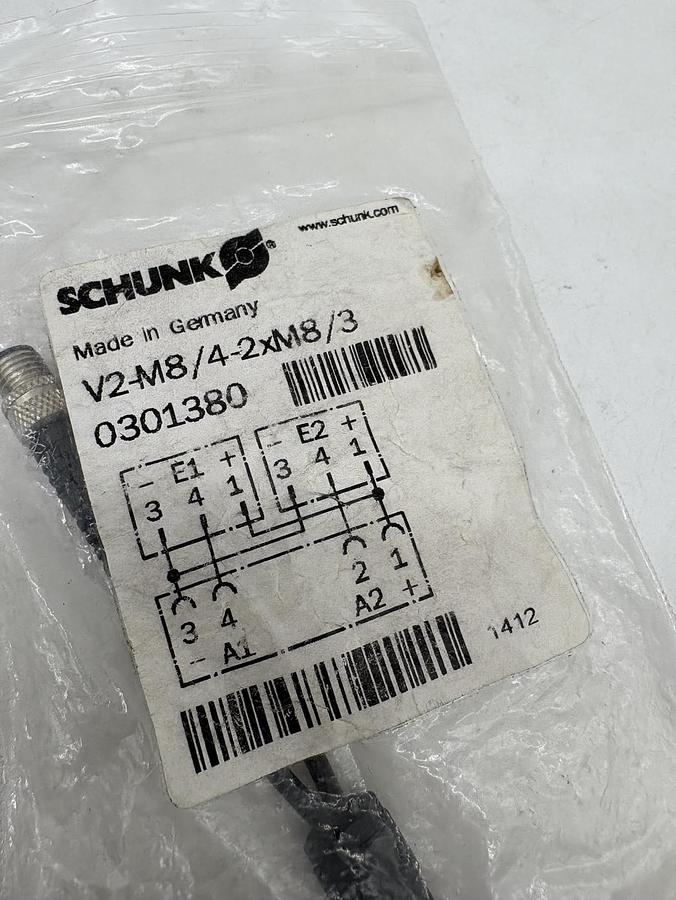 www.schunk.com
SCHUNK®
Made in Germany
V2-M8/4-2xM8/3
0301380
- E1 +
3 4 1
- E2 +
3 4 1
3 4 2 1
- A1 A2 +
1412